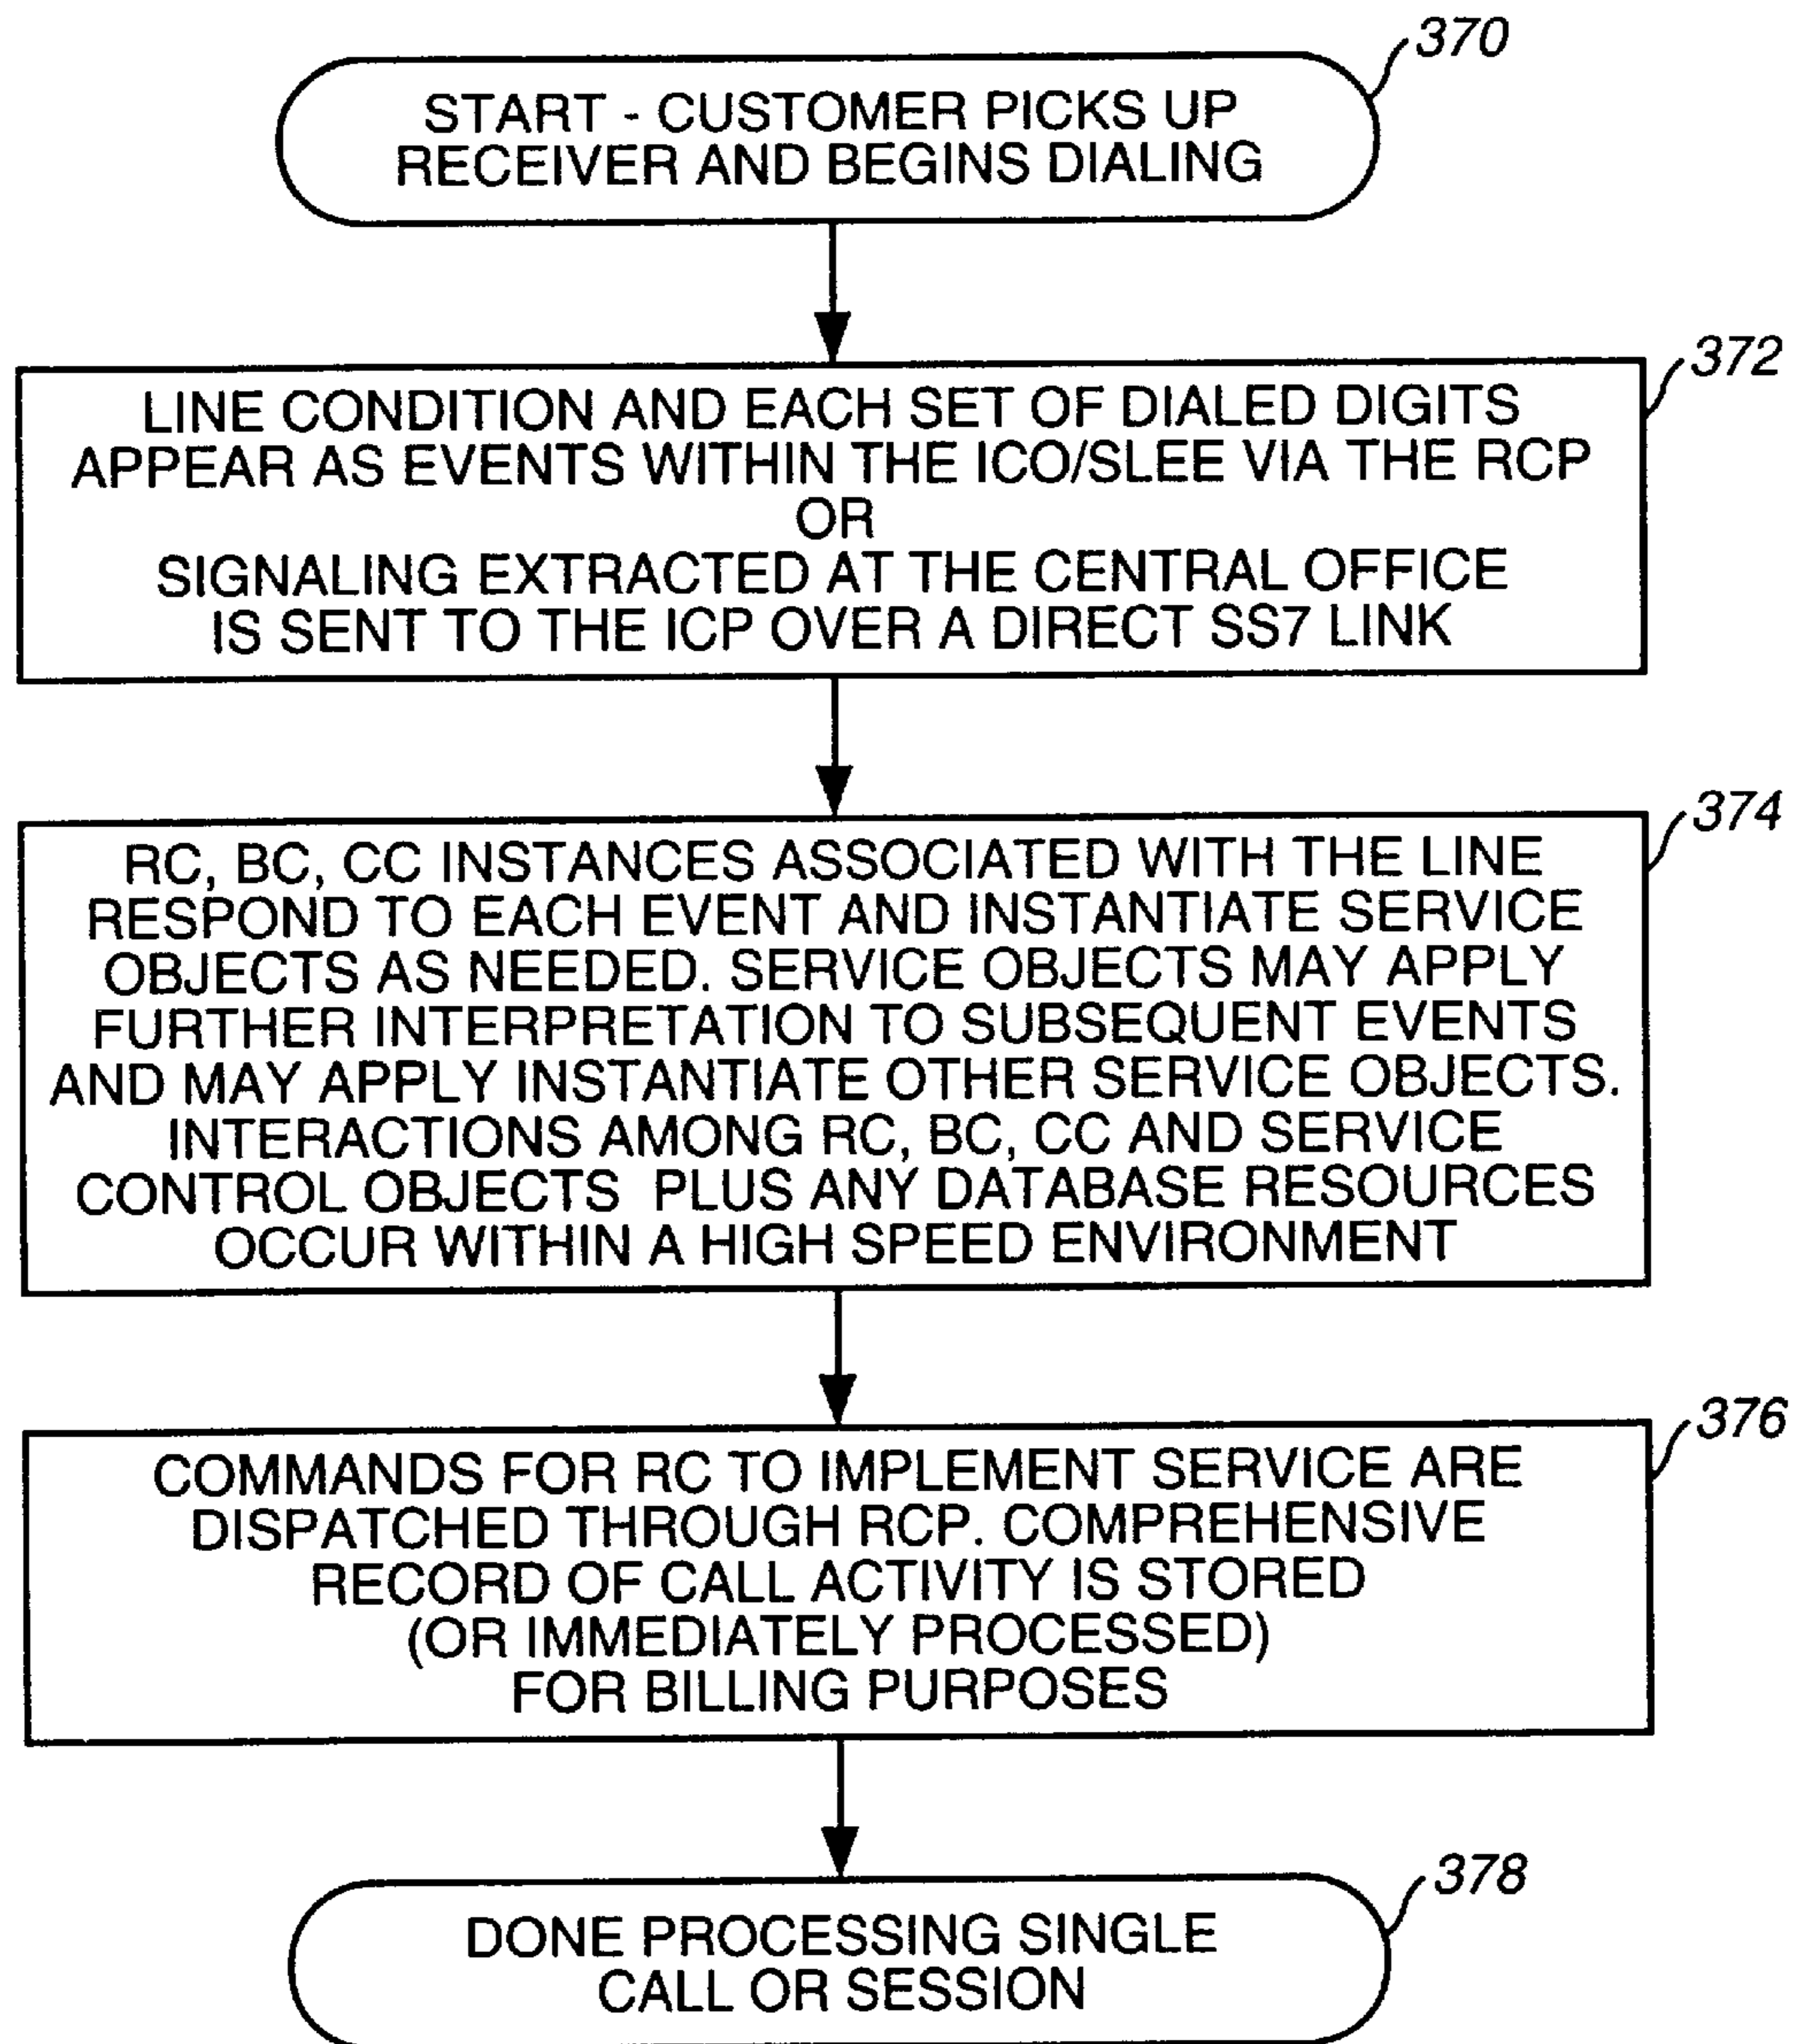 370
START - CUSTOMER PICKS UP
RECEIVER AND BEGINS DIALING
372
LINE CONDITION AND EACH SET OF DIALED DIGITS
APPEAR AS EVENTS WITHIN THE ICO/SLEE VIA THE RCP
OR
SIGNALING EXTRACTED AT THE CENTRAL OFFICE
IS SENT TO THE ICP OVER A DIRECT SS7 LINK
374
RC, BC, CC INSTANCES ASSOCIATED WITH THE LINE
RESPOND TO EACH EVENT AND INSTANTIATE SERVICE
OBJECTS AS NEEDED. SERVICE OBJECTS MAY APPLY
FURTHER INTERPRETATION TO SUBSEQUENT EVENTS
AND MAY APPLY INSTANTIATE OTHER SERVICE OBJECTS.
INTERACTIONS AMONG RC, BC, CC AND SERVICE
CONTROL OBJECTS PLUS ANY DATABASE RESOURCES
OCCUR WITHIN A HIGH SPEED ENVIRONMENT
376
COMMANDS FOR RC TO IMPLEMENT SERVICE ARE
DISPATCHED THROUGH RCP. COMPREHENSIVE
RECORD OF CALL ACTIVITY IS STORED
(OR IMMEDIATELY PROCESSED)
FOR BILLING PURPOSES
378
DONE PROCESSING SINGLE
CALL OR SESSION